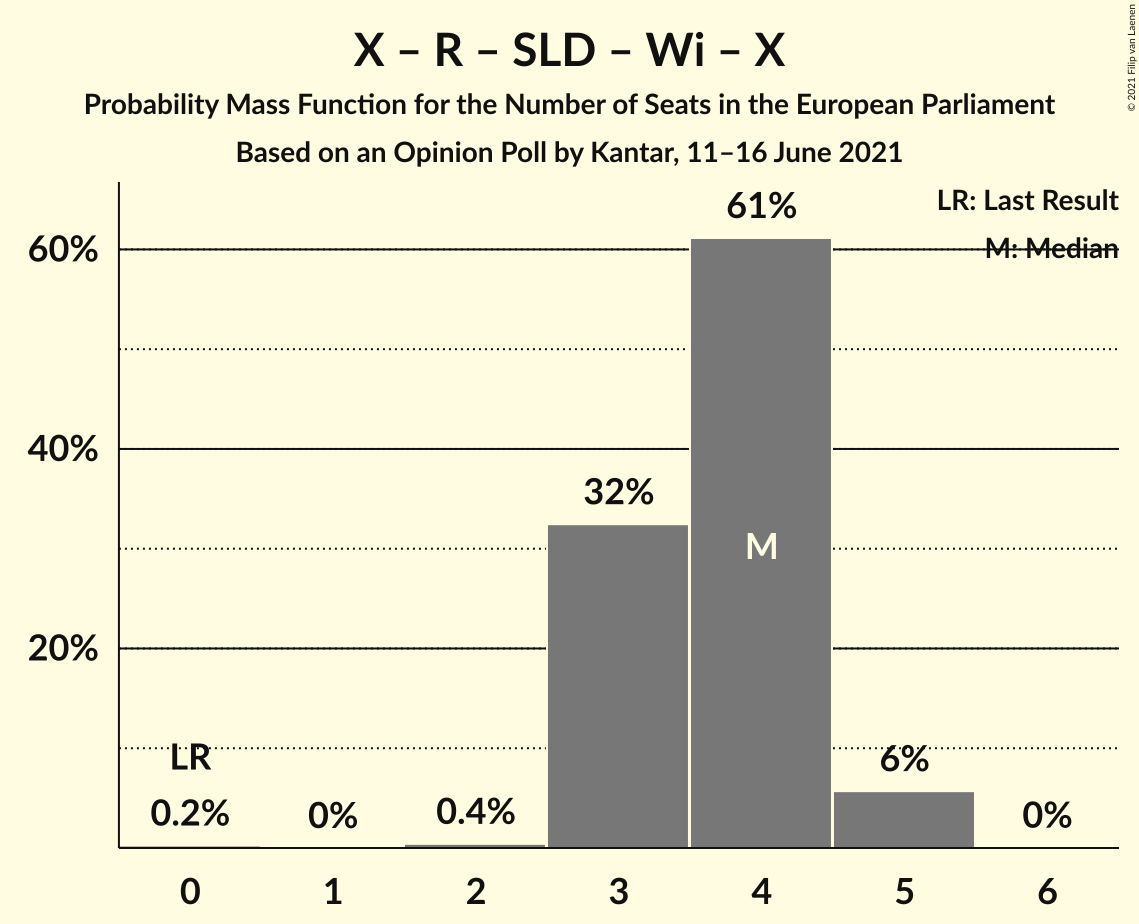 X – R – SLD – Wi – X
Probability Mass Function for the Number of Seats in the European Parliament
Based on an Opinion Poll by Kantar, 11–16 June 2021
© 2021 Filip van Laenen
LR: Last Result
M: Median
60%
40%
20%
61%
32%
M
LR
0.2%
0%
0.4%
6%
0%
0 1 2 3 4 5 6